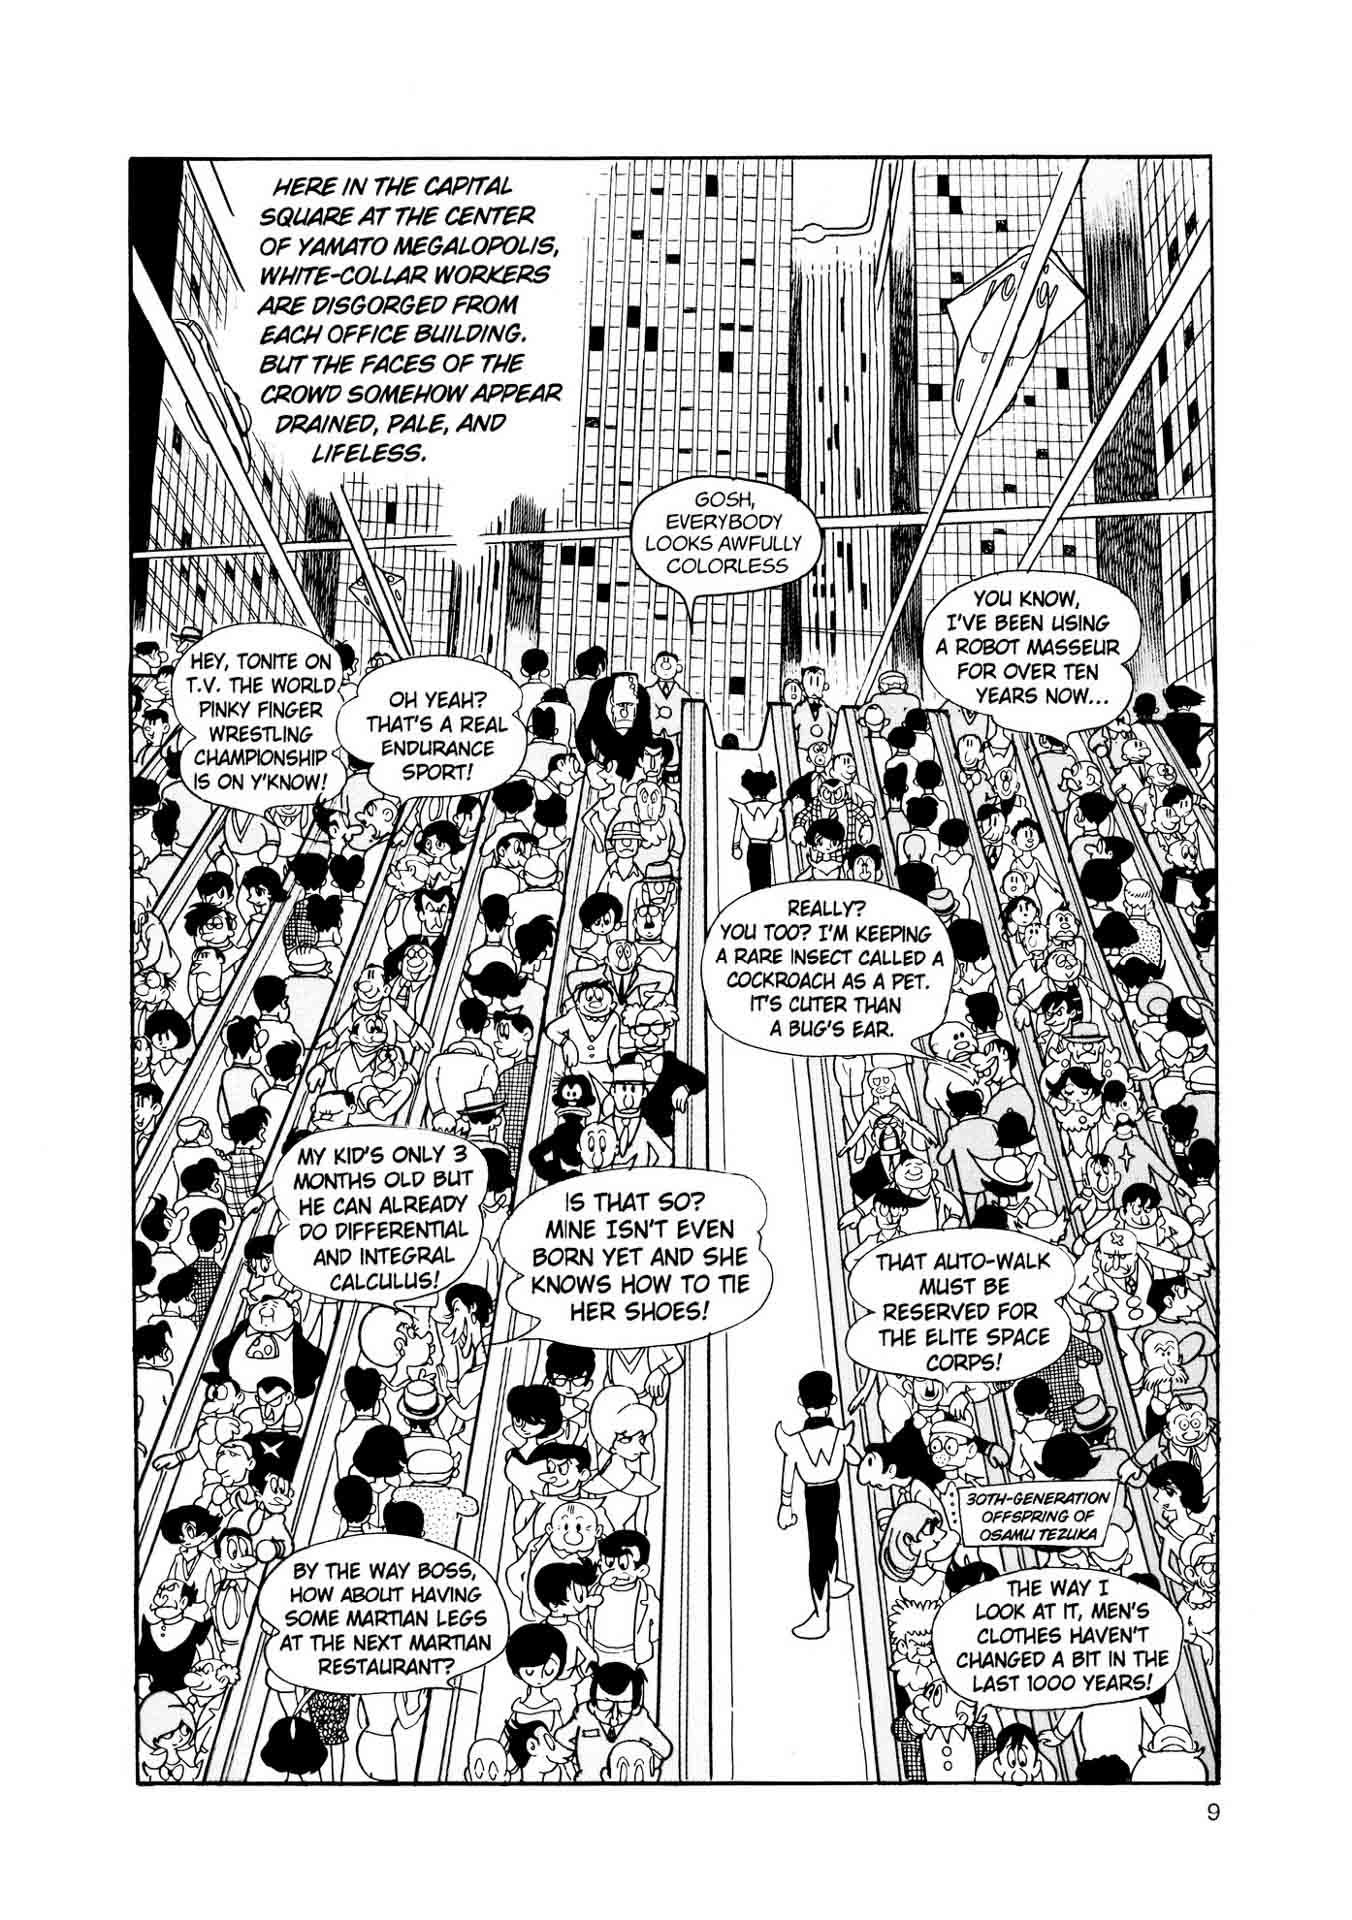 HERE IN THE CAPITAL
SQUARE AT THE CENTER
OF YAMATO MEGALOPOLIS,
WHITE-COLLAR WORKERS
ARE DISGORGED FROM
EACH OFFICE BUILDING.
BUT THE FACES OF THE
CROWD SOMEHOW APPEAR
DRAINED, PALE, AND
LIFELESS.
GOSH,
EVERYBODY
LOOKS AWFULLY
COLORLESS
HEY, TONITE ON
T.V. THE WORLD
PINKY FINGER
WRESTLING
CHAMPIONSHIP
IS ON Y'KNOW!
OH YEAH?
THAT'S A REAL
ENDURANCE
SPORT!
YOU KNOW,
I'VE BEEN USING
A ROBOT MASSEUR
FOR OVER TEN
YEARS NOW...
REALLY?
YOU TOO? I'M KEEPING
A RARE INSECT CALLED A
COCKROACH AS A PET.
IT'S CUTER THAN
A BUG'S EAR.
MY KID'S ONLY 3
MONTHS OLD BUT
HE CAN ALREADY
DO DIFFERENTIAL
AND INTEGRAL
CALCULUS!
IS THAT SO?
MINE ISN'T EVEN
BORN YET AND SHE
KNOWS HOW TO TIE
HER SHOES!
THAT AUTO-WALK
MUST BE
RESERVED FOR
THE ELITE SPACE
CORPS!
W
W
30TH-GENERATION
OFFSPRING OF
OSAMU TEZUKA
BY THE WAY BOSS,
HOW ABOUT HAVING
SOME MARTIAN LEGS
AT THE NEXT MARTIAN
RESTAURANT?
THE WAY I
LOOK AT IT, MEN'S
CLOTHES HAVEN'T
CHANGED A BIT IN THE
LAST 1000 YEARS!
9